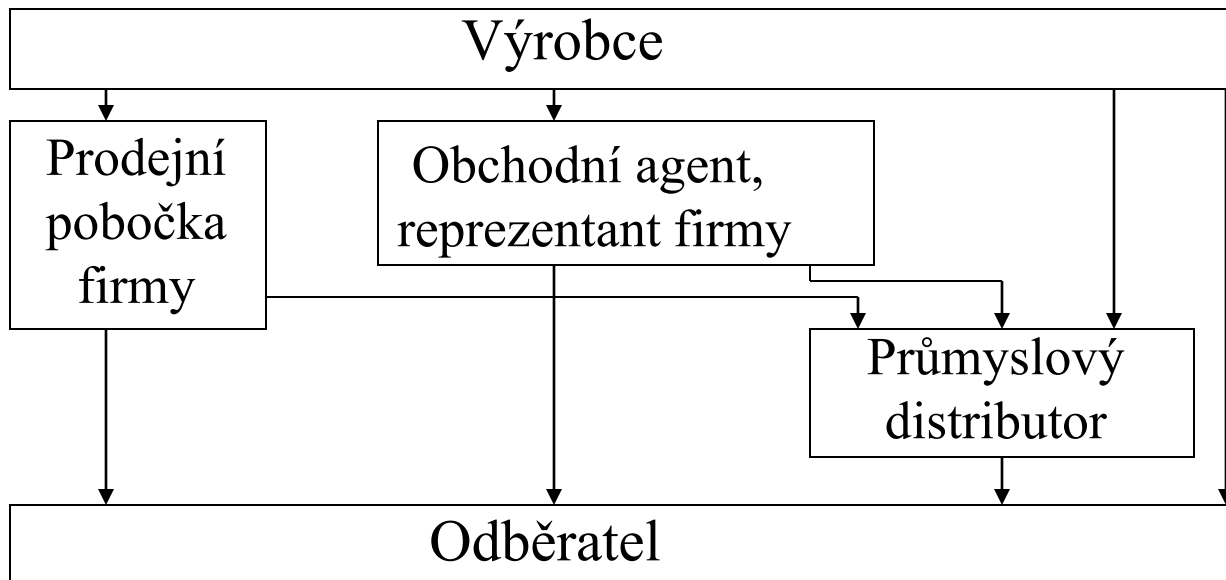 Výrobce
Prodejní
pobočka
firmy
Obchodní agent,
reprezentant firmy
Průmyslový
distributor
Odběratel